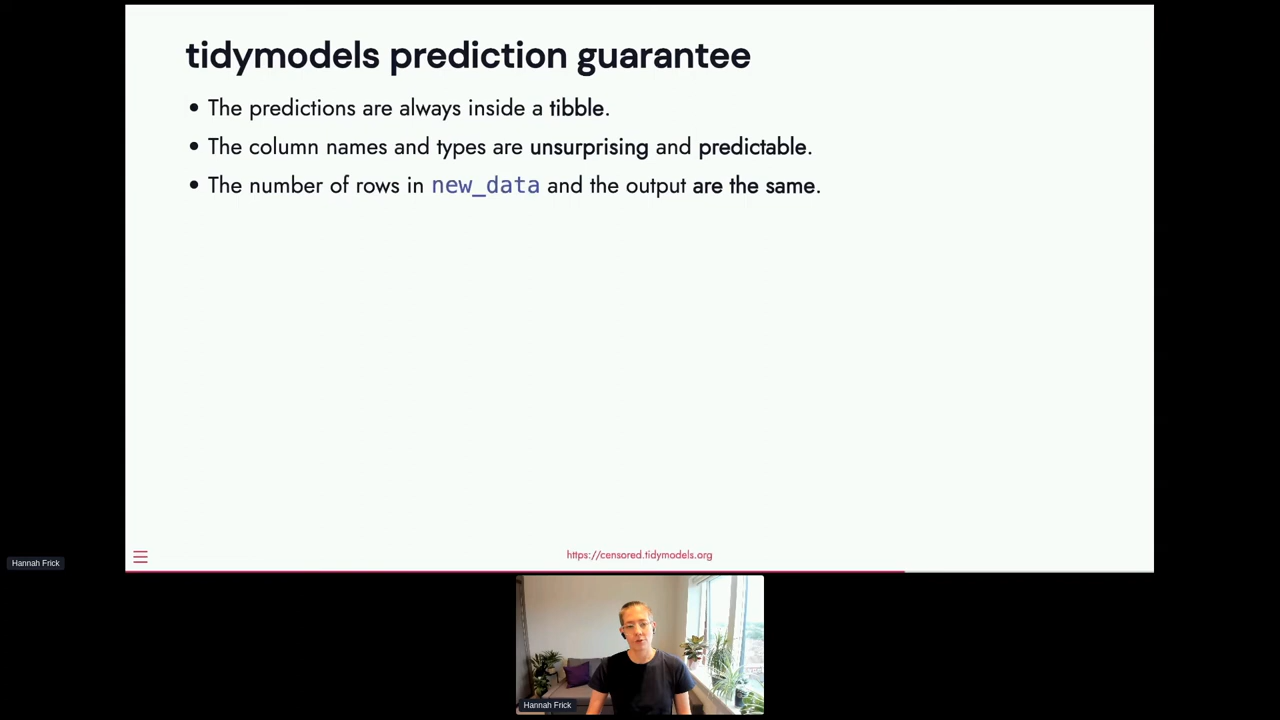 tidymodels prediction guarantee
• The predictions are always inside a tibble.
• The column names and types are unsurprising and predictable.
• The number of rows in new_data and the output are the same.
https://censored.tidymodels.org
Hannah Frick
Hannah Frick